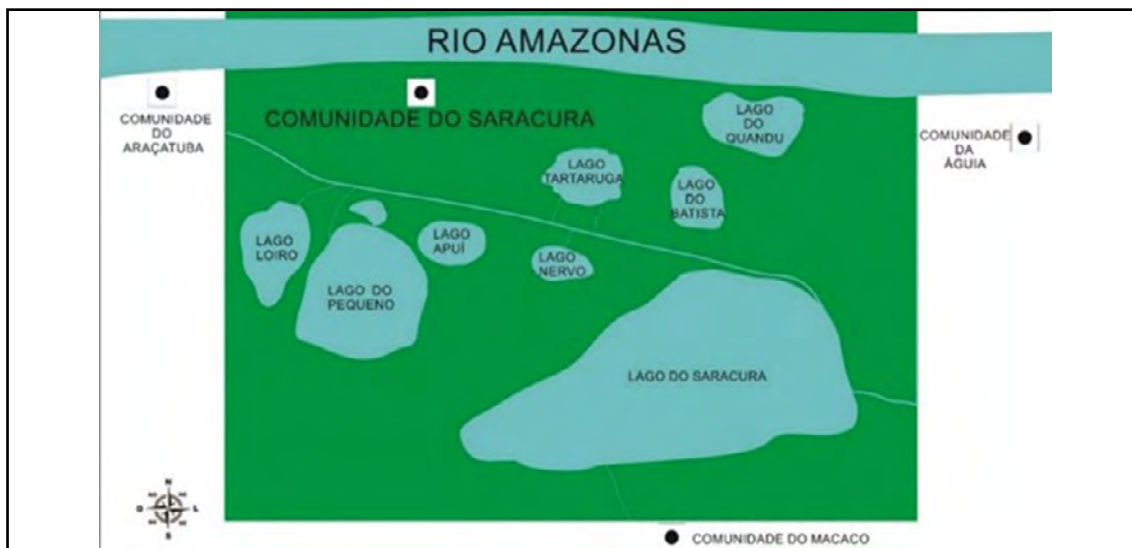 RIO AMAZONAS
COMUNIDADE
DO
ARAÇATUBA
COMUNIDADE DO SARACURA
LAGO
DO
QUANDU
COMUNIDADE
DA
ÁGUIA
LAGO
TARTARUGA
LAGO
DO
BATISTA
LAGO
LOIRO
LAGO
APUÍ
LAGO
NERVO
LAGO DO
PEQUENO
LAGO DO SARACURA
N
O L
S
COMUNIDADE DO MACACO